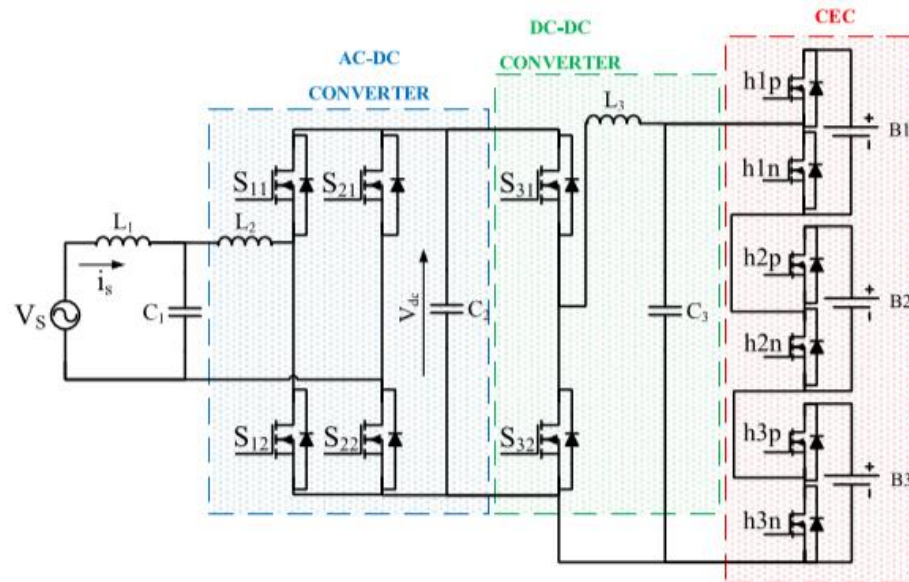 CEC
DC-DC
CONVERTER
AC-DC
CONVERTER
h1p
L3
B1
h1n
S11
S21
S31
L1
L2
h2p
is
VS
C1
Vdc
C2
C3
B2
h2n
S12
S22
S32
h3p
B3
h3n